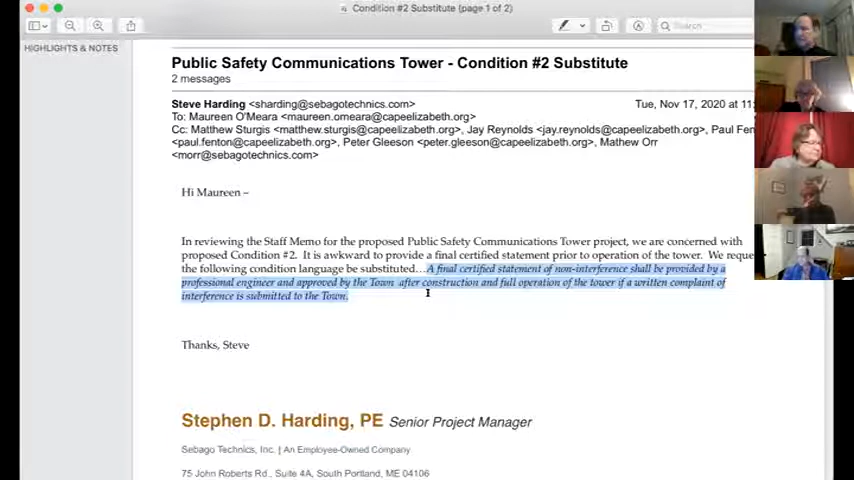 Condition #2 Substitute (page 1 of 2)
Search
HIGHLIGHTS & NOTES
Public Safety Communications Tower - Condition #2 Substitute
2 messages
Steve Harding <sharding@sebagotechnics.com> Tue, Nov 17, 2020 at 11:
To: Maureen O'Meara <maureen.omeara@capeelizabeth.org>
Cc: Matthew Sturgis <matthew.sturgis@capeelizabeth.org>, Jay Reynolds <jay.reynolds@capeelizabeth.org>, Paul Fen
<paul.fenton@capeelizabeth.org>, Peter Gleeson <peter.gleeson@capeelizabeth.org>, Mathew Orr
<morr@sebagotechnics.com>
Hi Maureen –
In reviewing the Staff Memo for the proposed Public Safety Communications Tower project, we are concerned with
proposed Condition #2. It is awkward to provide a final certified statement prior to operation of the tower. We reque
the following condition language be substituted…A final certified statement of non-interference shall be provided by a
professional engineer and approved by the Town after construction and full operation of the tower if a written complaint of
interference is submitted to the Town.
Thanks, Steve
Stephen D. Harding, PE Senior Project Manager
Sebago Technics, Inc. | An Employee-Owned Company
75 John Roberts Rd., Suite 4A, South Portland, ME 04106